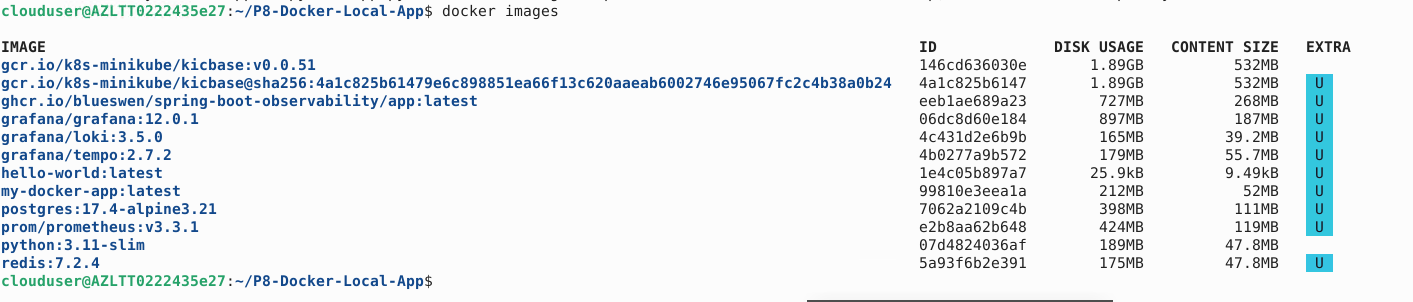 clouduser@AZLTT0222435e27:~/P8-Docker-Local-App$ docker images
IMAGE ID DISK USAGE CONTENT SIZE EXTRA
gcr.io/k8s-minikube/kicbase:v0.0.51 146cd636030e 1.89GB 532MB
gcr.io/k8s-minikube/kicbase@sha256:4a1c825b61479e6c898851ea66f13c620aaeab6002746e95067fc2c4b38a0b24 4a1c825b6147 1.89GB 532MB U
ghcr.io/blueswen/spring-boot-observability/app:latest eeb1ae689a23 727MB 268MB U
grafana/grafana:12.0.1 06dc8d60e184 897MB 187MB U
grafana/loki:3.5.0 4c431d2e6b9b 165MB 39.2MB U
grafana/tempo:2.7.2 4b0277a9b572 179MB 55.7MB U
hello-world:latest 1e4c05b897a7 25.9kB 9.49kB U
my-docker-app:latest 99810e3eea1a 212MB 52MB U
postgres:17.4-alpine3.21 7062a2109c4b 398MB 111MB U
prom/prometheus:v3.3.1 e2b8aa62b648 424MB 119MB U
python:3.11-slim 07d4824036af 189MB 47.8MB
redis:7.2.4 5a93f6b2e391 175MB 47.8MB U
clouduser@AZLTT0222435e27:~/P8-Docker-Local-App$